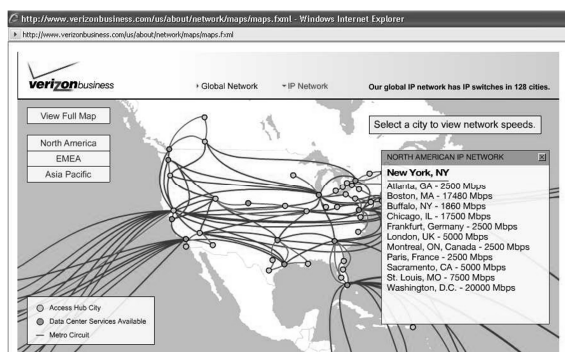 http://www.verizonbusiness.com/us/about/network/maps/maps.fxml - Windows Internet Explorer
http://www.verizonbusiness.com/us/about/network/maps/maps.fxml
verizonbusiness
Global Network
IP Network
Our global IP network has IP switches in 128 cities.
View Full Map
North America
EMEA
Asia Pacific
Select a city to view network speeds.
NORTH AMERICAN IP NETWORK
New York, NY
Atlanta, GA - 2500 Mbps
Boston, MA - 17480 Mbps
Buffalo, NY - 1860 Mbps
Chicago, IL - 17500 Mbps
Frankfurt, Germany - 2500 Mbps
London, UK - 5000 Mbps
Montreal, ON, Canada - 2500 Mbps
Paris, France - 2500 Mbps
Sacramento, CA - 5000 Mbps
St. Louis, MO - 7500 Mbps
Washington, D.C. - 20000 Mbps
Access Hub City
Data Center Services Available
Metro Circuit